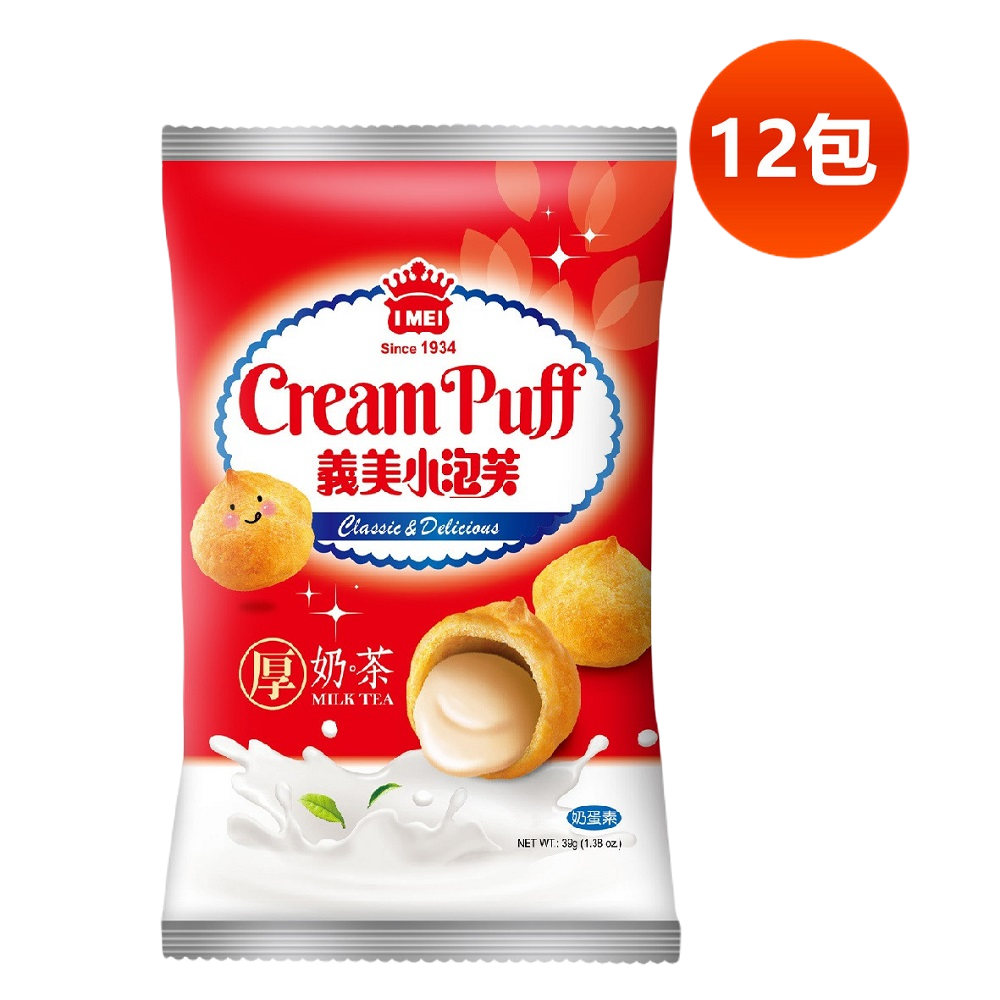 12包
I MEI
Since 1934
Cream Puff
義美小泡芙
Classic & Delicious
厚 奶茶
MILK TEA
奶蛋素
NET WT.: 39g (1.38 oz.)